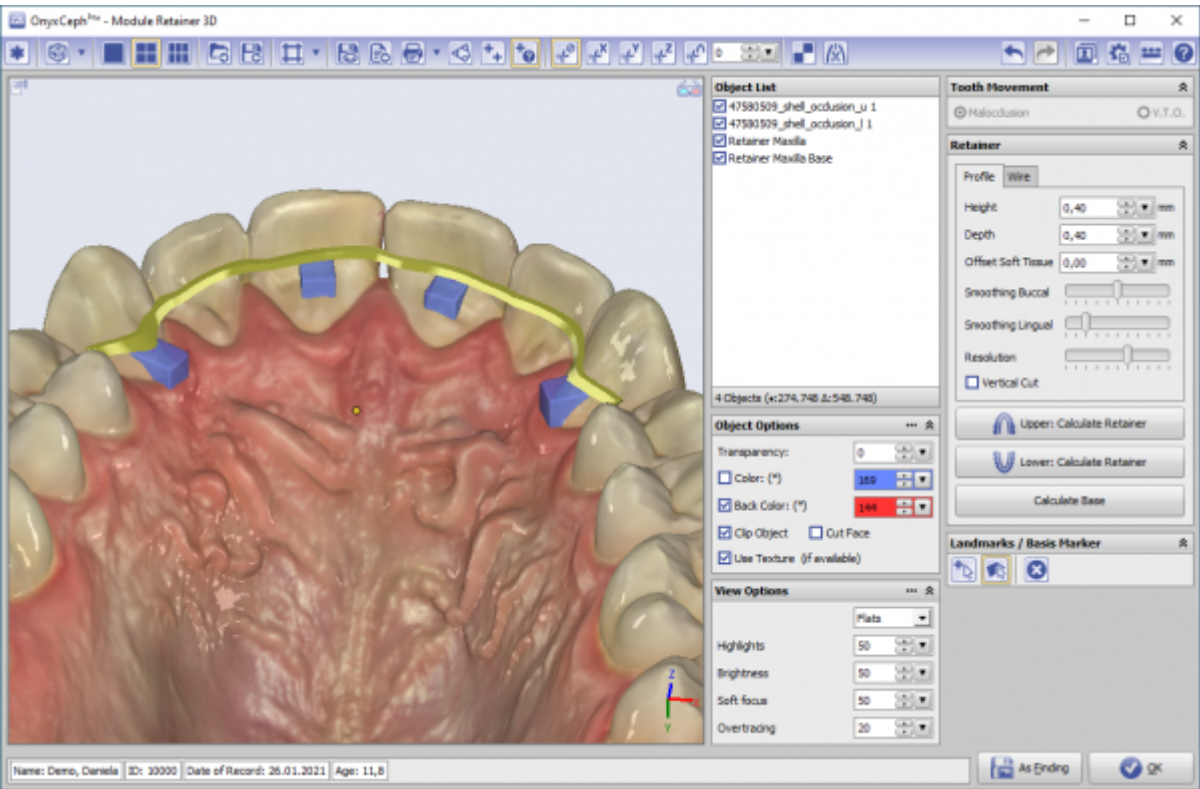 OnyxCeph³™ - Module Retainer 3D
0
Object List
47580509_shell_occlusion_u 1
47580509_shell_occlusion_l 1
Retainer Maxilla
Retainer Maxilla Base
4 Objects (•:274.748 Δ:548.748)
Object Options
Transparency: 0
Color: (*) 169
Back Color: (*) 144
Clip Object Cut Face
Use Texture (if available)
View Options
Plats
Highlights 50
Brightness 50
Soft focus 50
Overtracing 20
Tooth Movement
Malocclusion V.T.O.
Retainer
Profile Wire
Height 0,40 mm
Depth 0,40 mm
Offset Soft Tissue 0,00 mm
Smoothing Buccal
Smoothing Lingual
Resolution
Vertical Cut
Upper: Calculate Retainer
Lower: Calculate Retainer
Calculate Base
Landmarks / Basis Marker
Z
Y
Name: Demo, Daniela ID: 10000 Date of Record: 26.01.2021 Age: 11,8
As Finding OK